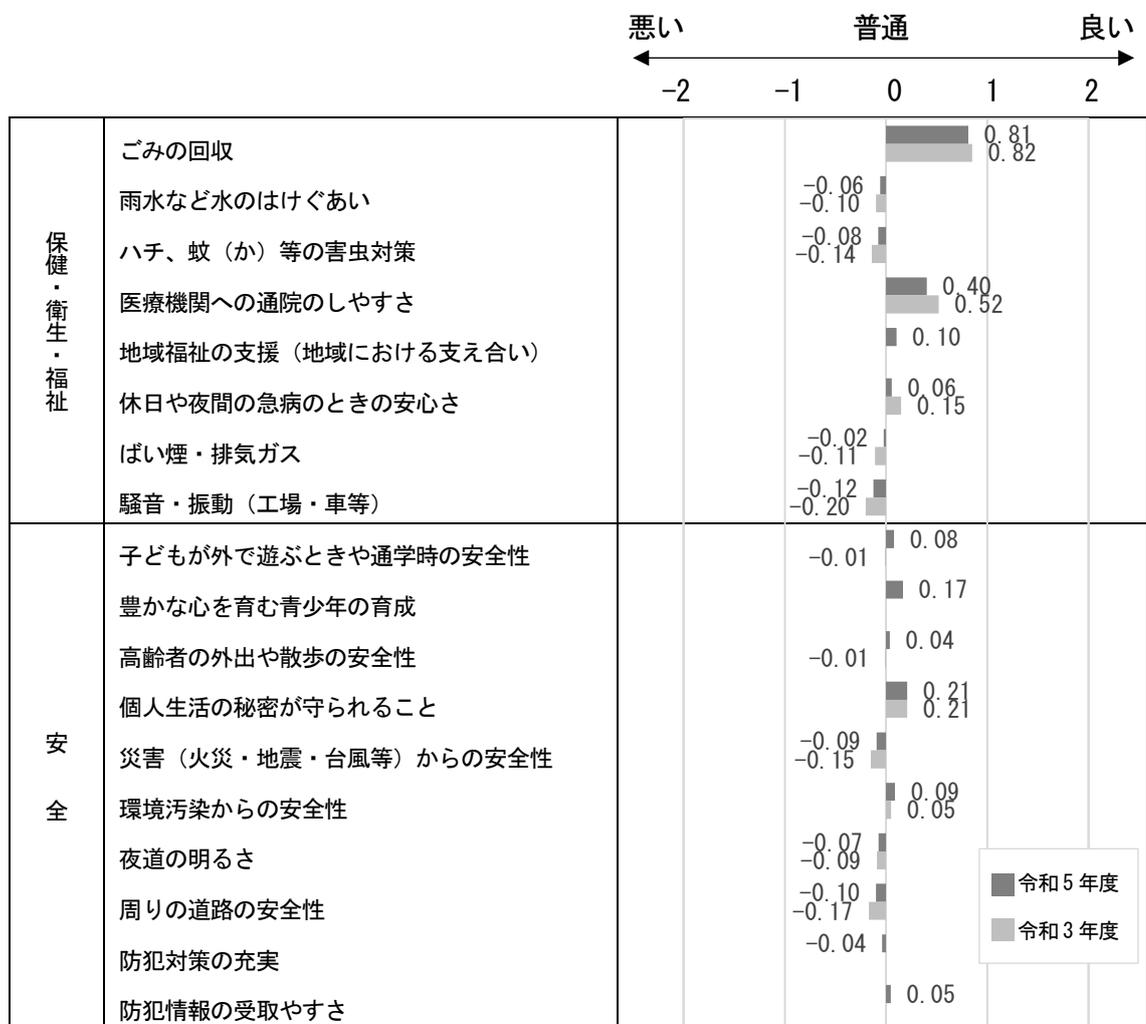 悪い 普通 良い
-2 -1 0 1 2
保健・衛生・福祉
ごみの回収 0.81
0.82
雨水など水のはけぐあい -0.06
-0.10
ハチ、蚊（か）等の害虫対策 -0.08
-0.14
医療機関への通院のしやすさ 0.40
0.52
地域福祉の支援（地域における支え合い） 0.10
休日や夜間の急病のときの安心さ 0.06
0.15
ばい煙・排気ガス -0.02
-0.11
騒音・振動（工場・車等） -0.12
-0.20
安全
子どもが外で遊ぶときや通学時の安全性 0.08
-0.01
豊かな心を育む青少年の育成 0.17
高齢者の外出や散歩の安全性 0.04
-0.01
個人生活の秘密が守られること 0.21
0.21
災害（火災・地震・台風等）からの安全性 -0.09
-0.15
環境汚染からの安全性 0.09
0.05
夜道の明るさ -0.07
-0.09
周りの道路の安全性 -0.10
-0.17
防犯対策の充実 -0.04
防犯情報の受取やすさ 0.05
令和5年度
令和3年度